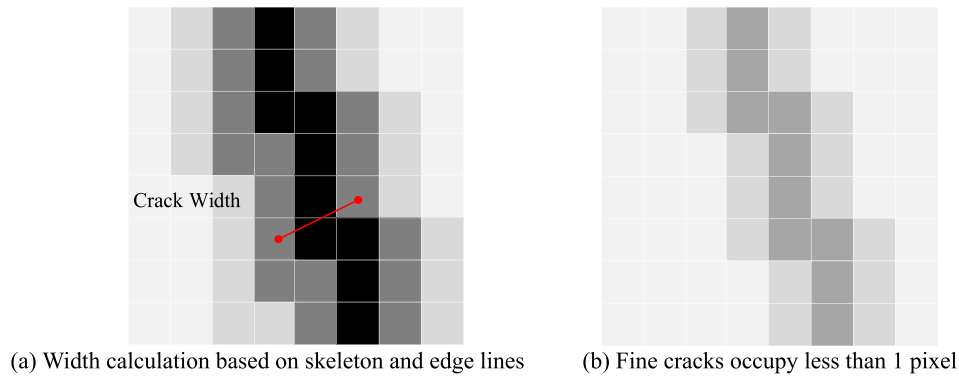 Crack Width
(a) Width calculation based on skeleton and edge lines
(b) Fine cracks occupy less than 1 pixel